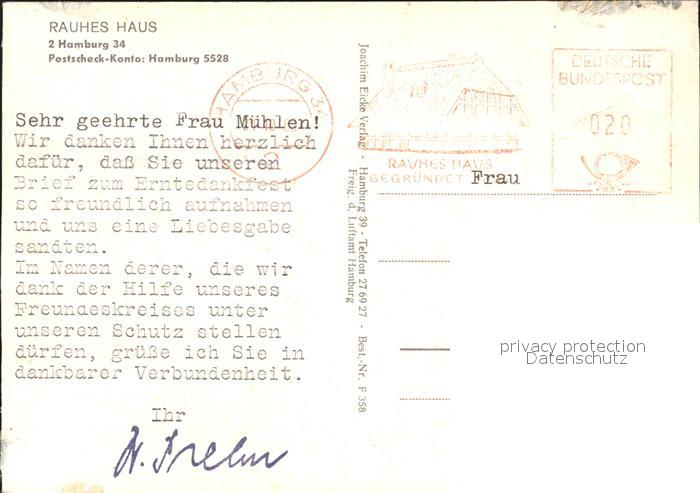 RAUHES HAUS
2 Hamburg 34
Postscheck-Konto: Hamburg 5528
Sehr geehrte Frau Mühlen!
Wir danken Ihnen herzlich
dafür, daß Sie unseren
Brief zum Erntedankfest
so freundlich aufnahmen
und uns eine Liebesgabe
sandten.
Im Namen derer, die wir
dank der Hilfe unseres
Freundeskreises unter
unseren Schutz stellen
dürfen, grüße ich Sie in
dankbarer Verbundenheit.
Ihr
HAMBURG 34
2
Joachim Eicke Verlag - Hamburg 39 - Telefon 27 69 27 - Best.-Nr. F 358
Freig. d. Luftamt Hamburg
RAUHES HAUS
GEGRÜNDET
DEUTSCHE
BUNDESPOST
020
Frau
privacy protection
Datenschutz